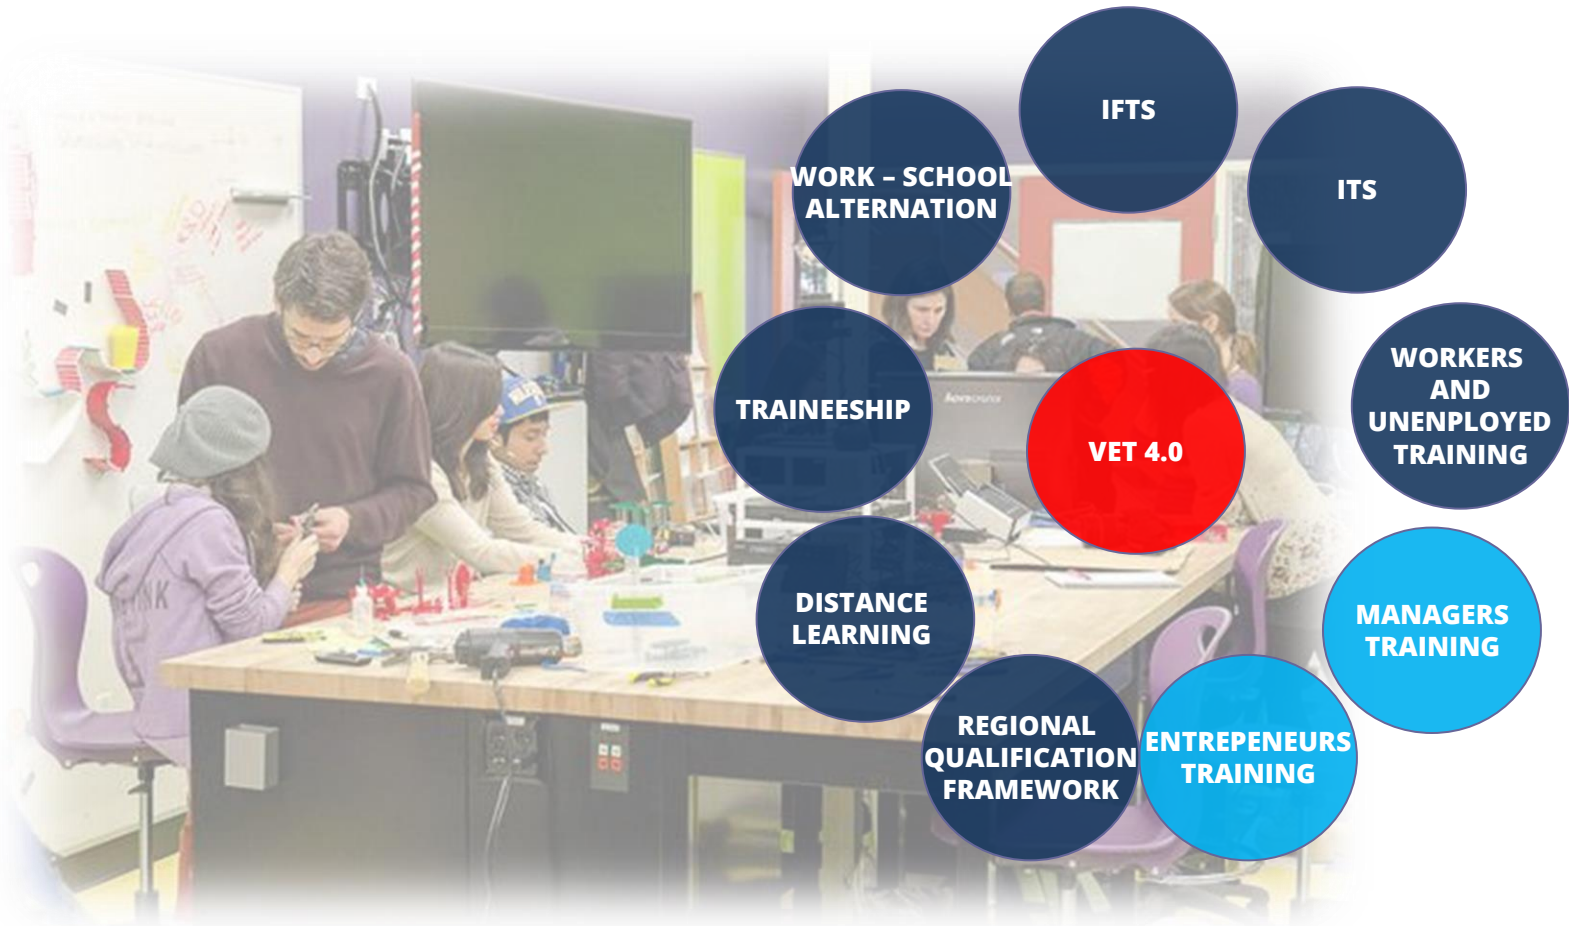 IFTS
WORK – SCHOOL
ALTERNATION
ITS
WORKERS
AND
UNENPLOYED
TRAINING
TRAINEESHIP
VET 4.0
DISTANCE
LEARNING
MANAGERS
TRAINING
REGIONAL
QUALIFICATION
FRAMEWORK
ENTREPENEURS
TRAINING